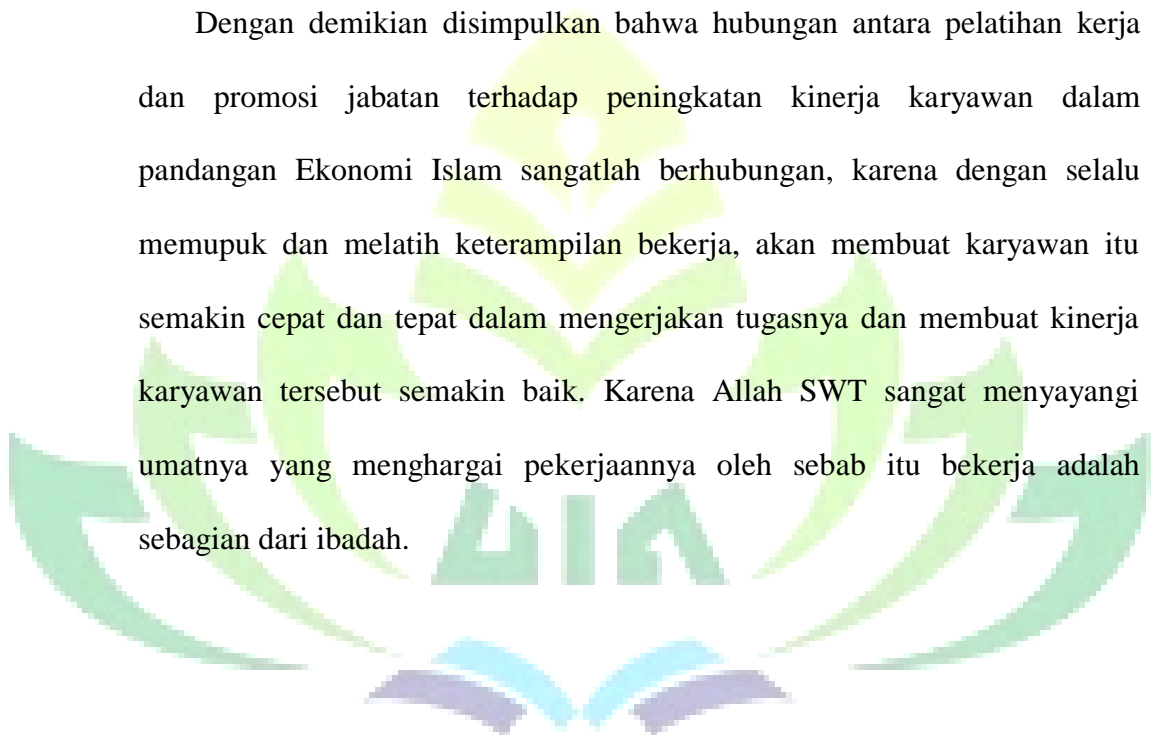 Dengan demikian disimpulkan bahwa hubungan antara pelatihan kerja
dan promosi jabatan terhadap peningkatan kinerja karyawan dalam
pandangan Ekonomi Islam sangatlah berhubungan, karena dengan selalu
memupuk dan melatih keterampilan bekerja, akan membuat karyawan itu
semakin cepat dan tepat dalam mengerjakan tugasnya dan membuat kinerja
karyawan tersebut semakin baik. Karena Allah SWT sangat menyayangi
umatnya yang menghargai pekerjaannya oleh sebab itu bekerja adalah
sebagian dari ibadah.
UIN